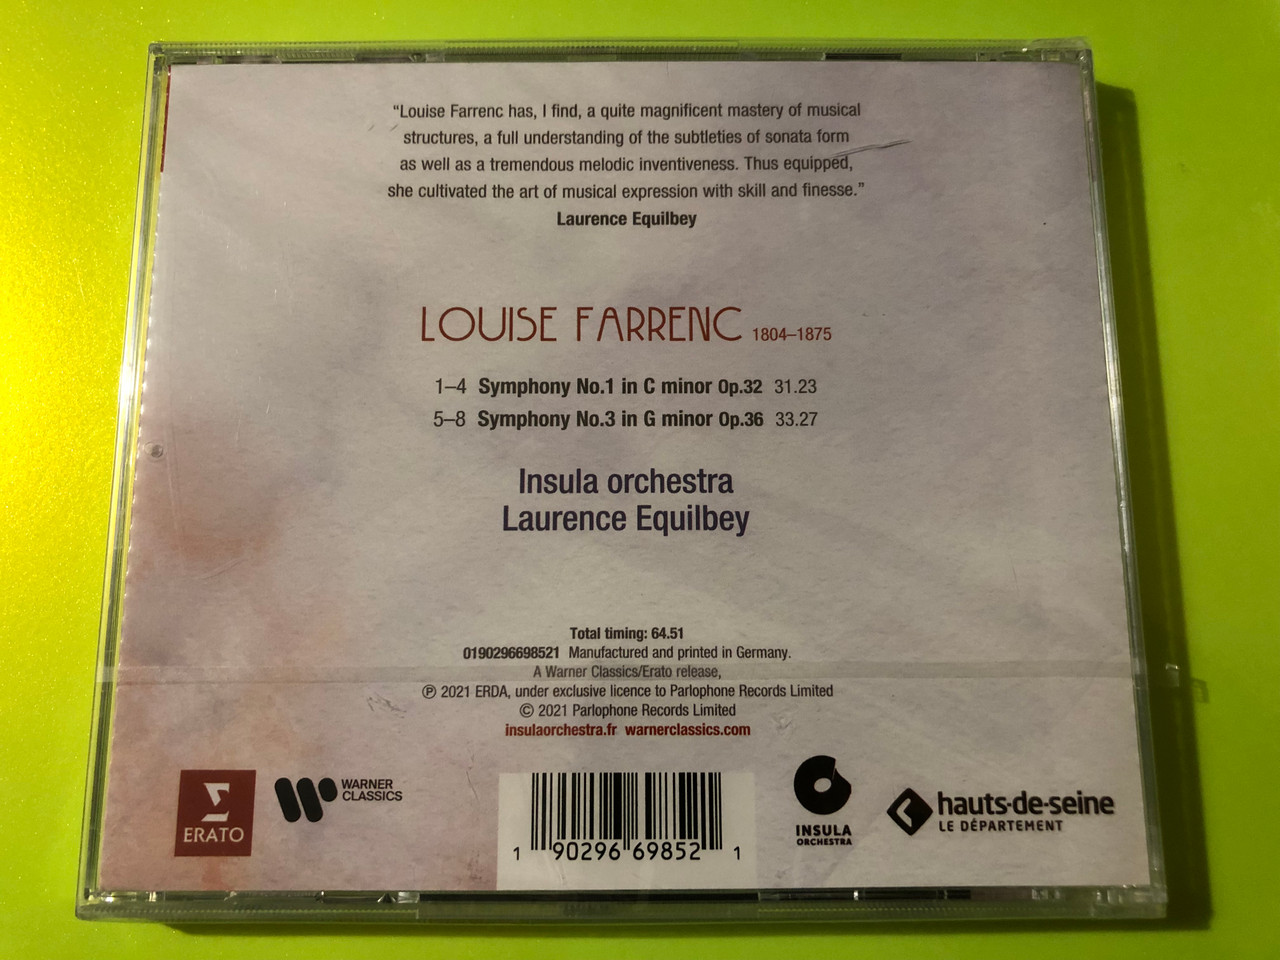 “Louise Farrenc has, I find, a quite magnificent mastery of musical
structures, a full understanding of the subtleties of sonata form
as well as a tremendous melodic inventiveness. Thus equipped,
she cultivated the art of musical expression with skill and finesse.”
Laurence Equilbey
LOUISE FARRENC 1804–1875
1–4 Symphony No.1 in C minor Op.32 31.23
5–8 Symphony No.3 in G minor Op.36 33.27
Insula orchestra
Laurence Equilbey
Total timing: 64.51
0190296698521 Manufactured and printed in Germany.
A Warner Classics/Erato release,
℗ 2021 ERDA, under exclusive licence to Parlophone Records Limited
© 2021 Parlophone Records Limited
insulaorchestra.fr warnerclassics.com
ERATO
WARNER
CLASSICS
1 90296 69852 1
INSULA
ORCHESTRA
hauts-de-seine
LE DÉPARTEMENT